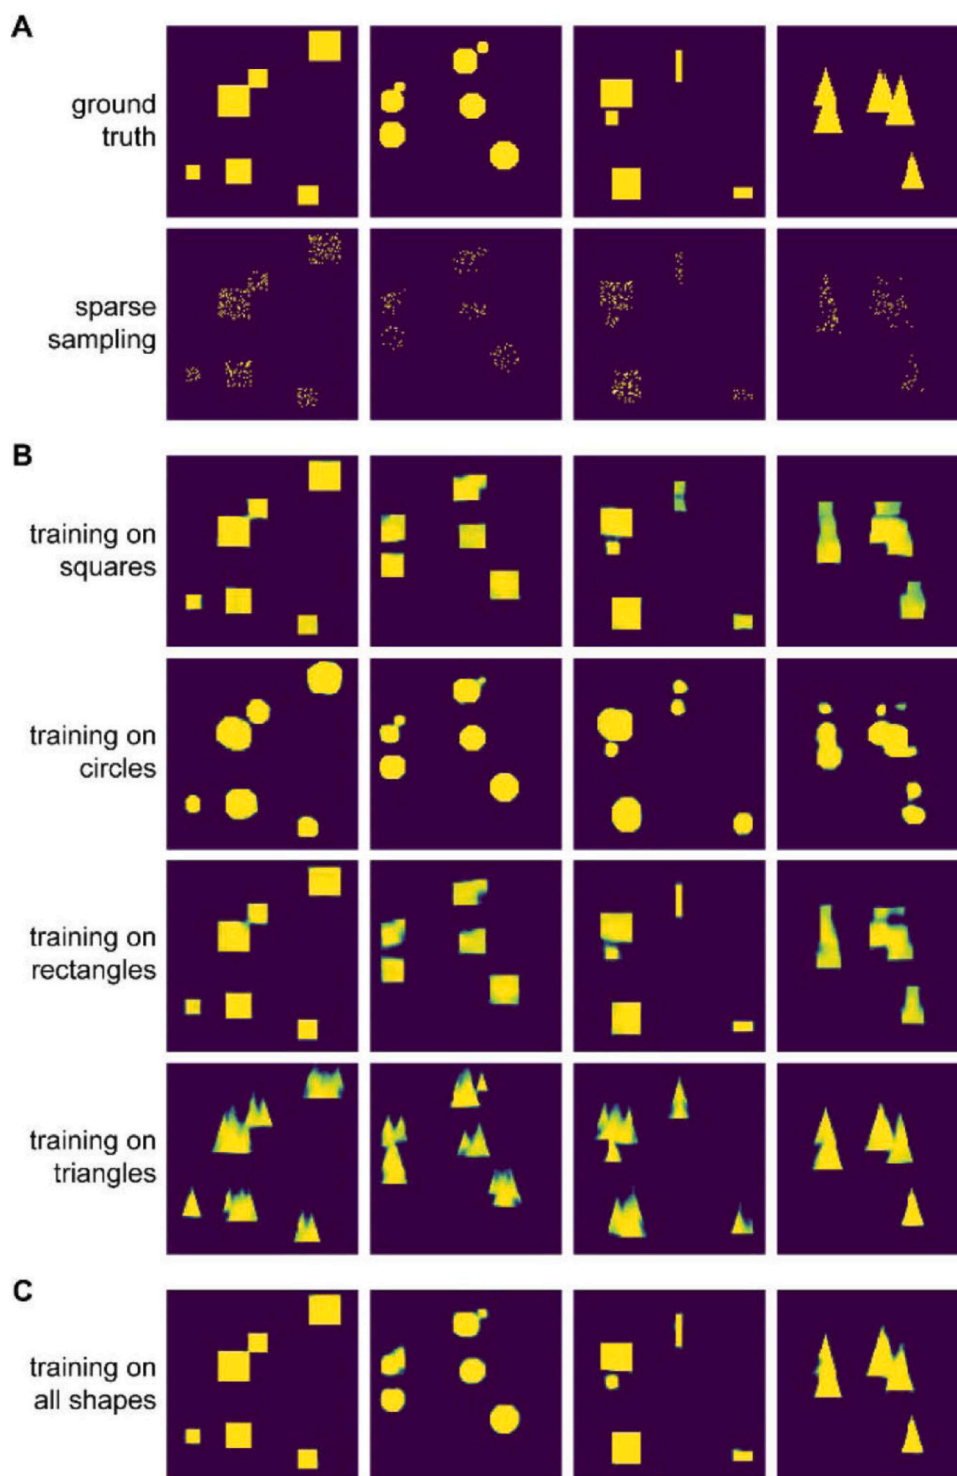 A
ground
truth
sparse
sampling
B
training on
squares
training on
circles
training on
rectangles
training on
triangles
C
training on
all shapes